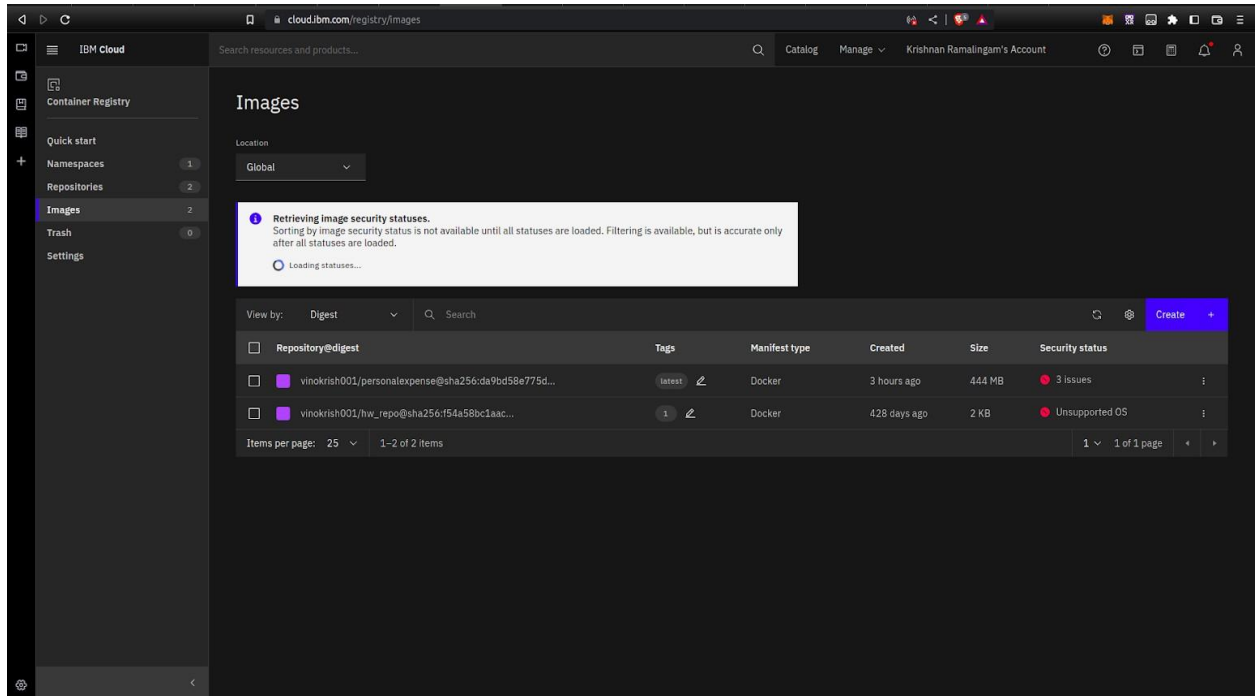 cloud.ibm.com/registry/images
IBM Cloud
Search resources and products...
Catalog
Manage
Krishnan Ramalingam's Account
Container Registry
Quick start
Namespaces 1
Repositories 2
Images 2
Trash 0
Settings
Images
Location
Global
Retrieving image security statuses.
Sorting by image security status is not available until all statuses are loaded. Filtering is available, but is accurate only
after all statuses are loaded.
Loading statuses...
View by: Digest Search Create +
Repository@digest Tags Manifest type Created Size Security status
vinokrish001/personalexpense@sha256:da9bd58e775d... latest Docker 3 hours ago 444 MB 3 issues
vinokrish001/hw_repo@sha256:f54a58bc1aac... 1 Docker 428 days ago 2 KB Unsupported OS
Items per page: 25 1–2 of 2 items 1 1 of 1 page